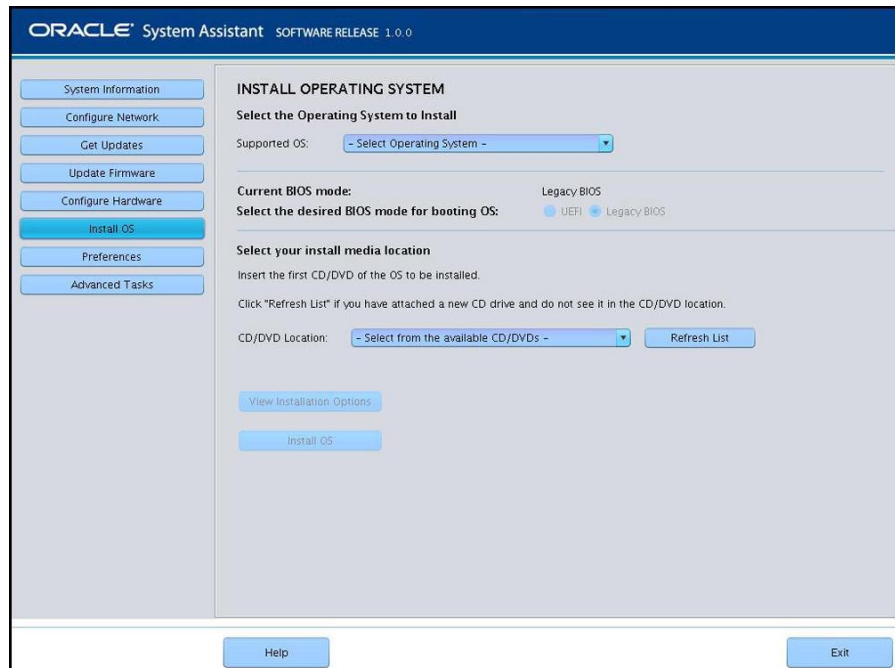 ORACLE System Assistant SOFTWARE RELEASE 1.0.0
System Information
Configure Network
Get Updates
Update Firmware
Configure Hardware
Install OS
Preferences
Advanced Tasks
INSTALL OPERATING SYSTEM
Select the Operating System to Install
Supported OS: - Select Operating System -
Current BIOS mode: Legacy BIOS
Select the desired BIOS mode for booting OS: UEFI Legacy BIOS
Select your install media location
Insert the first CD/DVD of the OS to be installed.
Click "Refresh List" if you have attached a new CD drive and do not see it in the CD/DVD location.
CD/DVD Location: - Select from the available CD/DVDs - Refresh List
View Installation Options
Install OS
Help Exit